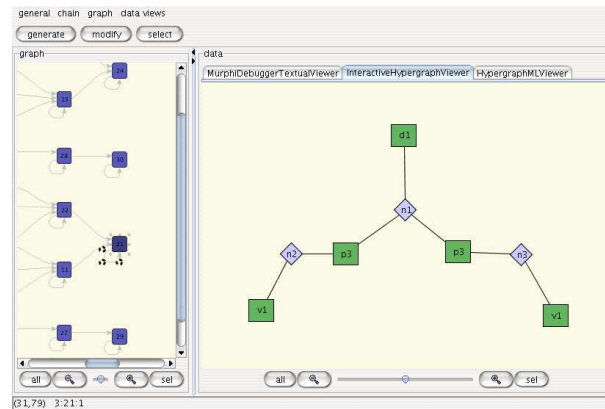 general chain graph data views
generate modify select
graph
data
MurphiDebuggerTextualViewer InteractiveHypergraphViewer HypergraphMLViewer
24
13
28
30
22
21
11
27
29
d1
n1
n2
p3
p3
n3
v1
v1
all sel
all sel
(31,79) 3:21:1